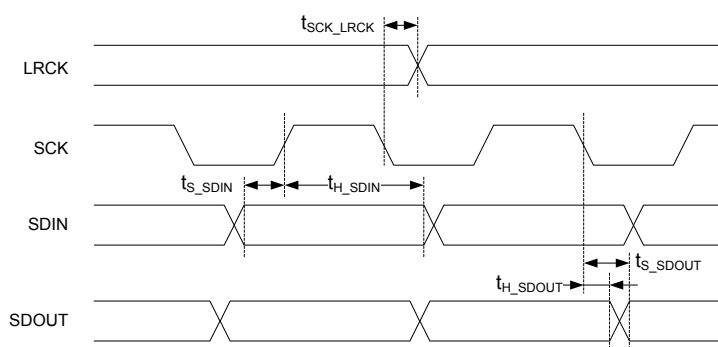 tSCK_LRCK
LRCK
SCK
tS_SDIN tH_SDIN
SDIN
tS_SDOUT
tH_SDOUT
SDOUT